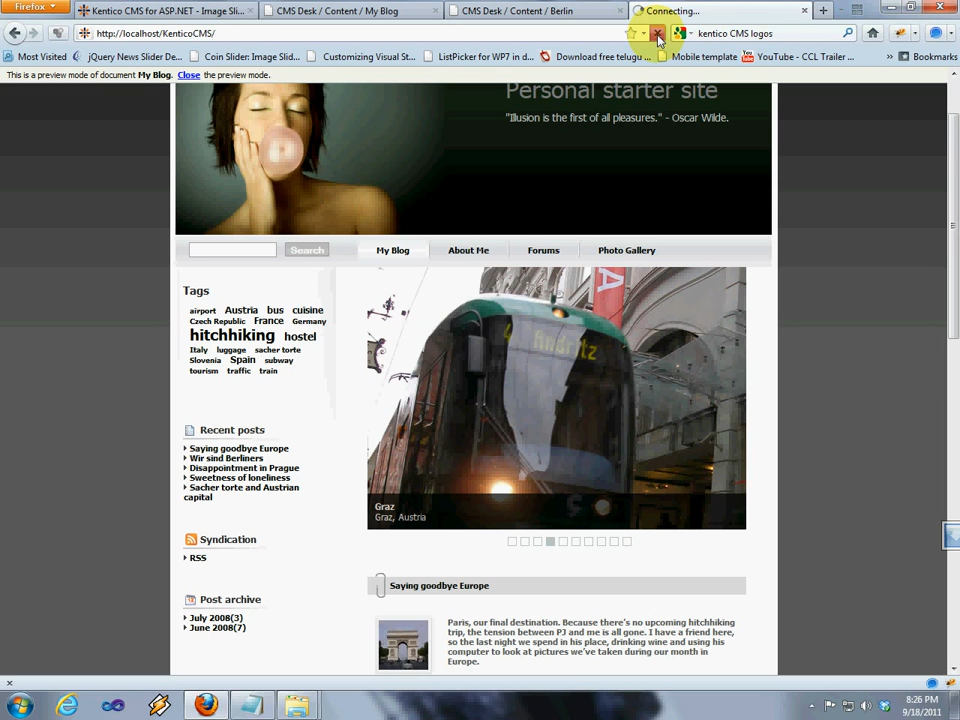 Firefox
Kentico CMS for ASP.NET - Image Sli...
CMS Desk / Content / My Blog
CMS Desk / Content / Berlin
Connecting...
http://localhost/KenticoCMS/
kentico CMS logos
Most Visited
jQuery News Slider De...
Coin Slider: Image Slid...
Customizing Visual St...
ListPicker for WP7 in d...
Download free telugu ...
Mobile template
YouTube - CCL Trailer ...
»
Bookmarks
This is a preview mode of document My Blog. Close the preview mode.
Personal starter site
"Illusion is the first of all pleasures." - Oscar Wilde.
Search
My Blog
About Me
Forums
Photo Gallery
Tags
airport Austria bus cuisine
Czech Republic France Germany
hitchhiking hostel
Italy luggage sacher torte
Slovenia Spain subway
tourism traffic train
Recent posts
Saying goodbye Europe
Wir sind Berliners
Disappointment in Prague
Sweetness of loneliness
Sacher torte and Austrian
capital
Syndication
RSS
Post archive
July 2008(3)
June 2008(7)
A
4 Andritz
Graz
Graz, Austria
Saying goodbye Europe
Paris, our final destination. Because there's no upcoming hitchhiking
trip, the tension between PJ and me is all gone. I have a friend here,
so the last night we spend in his place, drinking wine and using his
computer to look at pictures we've taken during our month in
Europe.
8:26 PM
9/18/2011